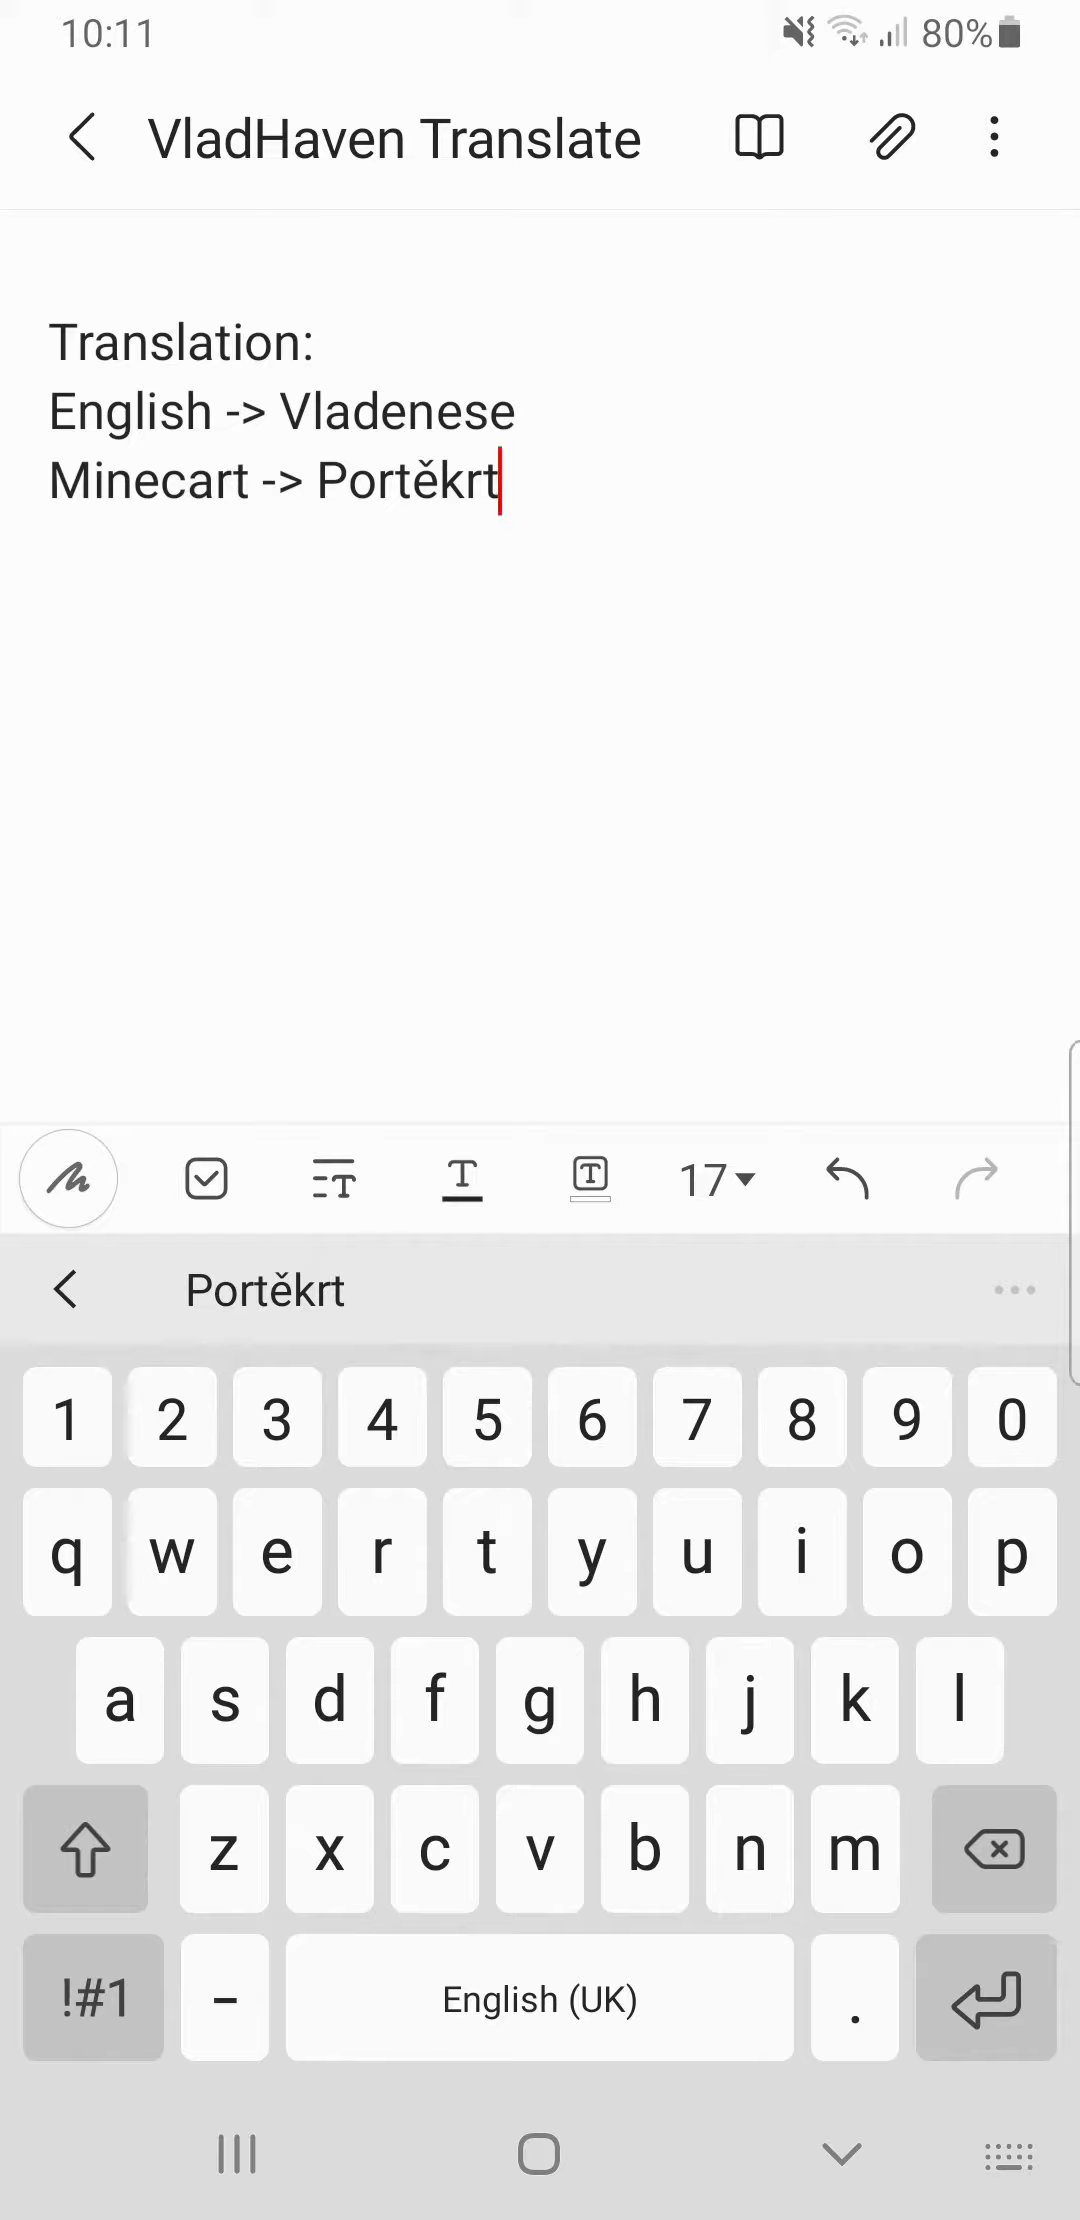 10:11
80%
VladHaven Translate
Translation:
English -> Vladenese
Minecart -> Portěkrt
17
Portěkrt
1 2 3 4 5 6 7 8 9 0
q w e r t y u i o p
a s d f g h j k l
z x c v b n m
!#1 - English (UK) .